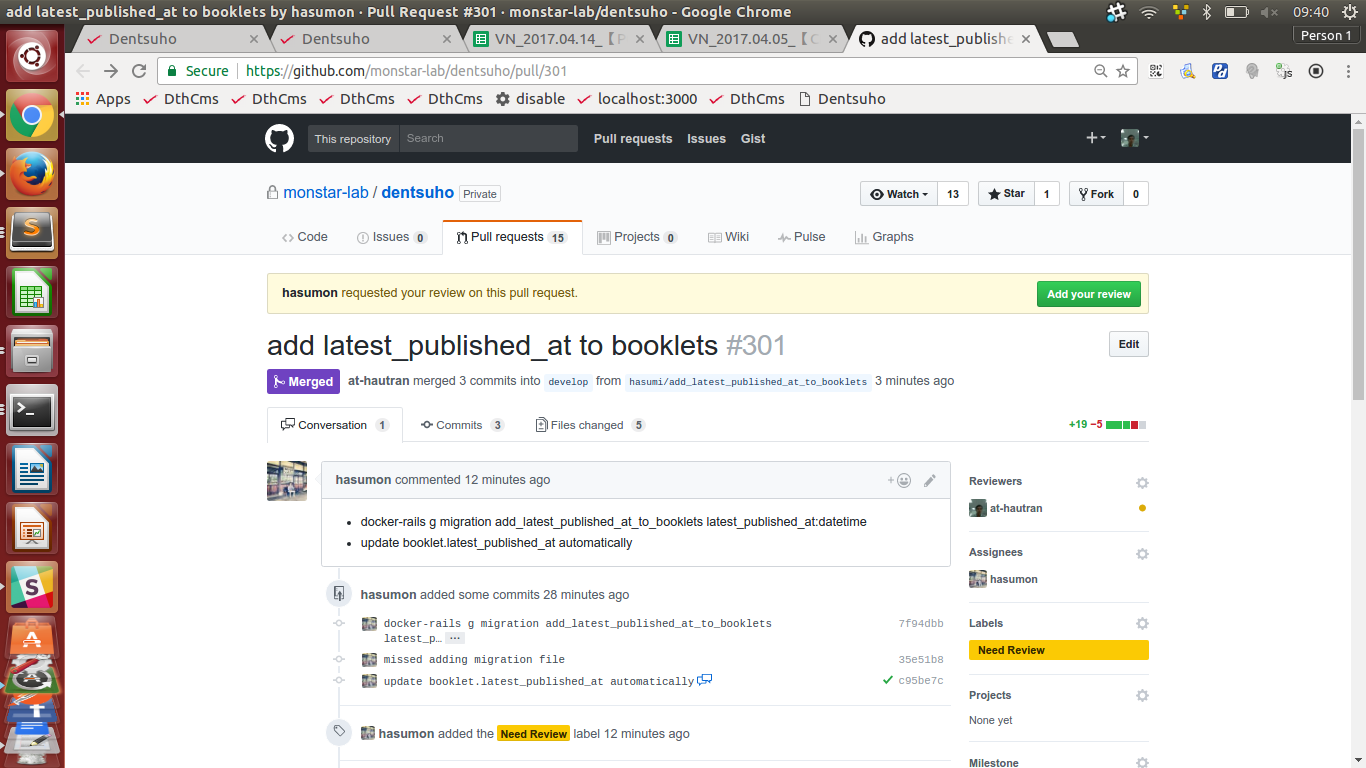 add latest_published_at to booklets by hasumon · Pull Request #301 · monstar-lab/dentsuho - Google Chrome
09:40
Dentsuho
Dentsuho
VN_2017.04.14_【P
VN_2017.04.05_【C
add latest_publishe
Person 1
Secure
https://github.com/monstar-lab/dentsuho/pull/301
Apps
DthCms
DthCms
DthCms
DthCms
disable
localhost:3000
DthCms
Dentsuho
This repository
Search
Pull requests
Issues
Gist
monstar-lab / dentsuho Private
Watch 13
Star 1
Fork 0
Code
Issues 0
Pull requests 15
Projects 0
Wiki
Pulse
Graphs
hasumon requested your review on this pull request.
Add your review
add latest_published_at to booklets #301
Edit
Merged
at-hautran merged 3 commits into develop from hasumi/add_latest_published_at_to_booklets 3 minutes ago
Conversation 1
Commits 3
Files changed 5
+19 −5
hasumon commented 12 minutes ago
docker-rails g migration add_latest_published_at_to_booklets latest_published_at:datetime
update booklet.latest_published_at automatically
hasumon added some commits 28 minutes ago
docker-rails g migration add_latest_published_at_to_booklets
latest_p… …
7f94dbb
missed adding migration file
35e51b8
update booklet.latest_published_at automatically
c95be7c
hasumon added the Need Review label 12 minutes ago
Reviewers
at-hautran
Assignees
hasumon
Labels
Need Review
Projects
None yet
Milestone